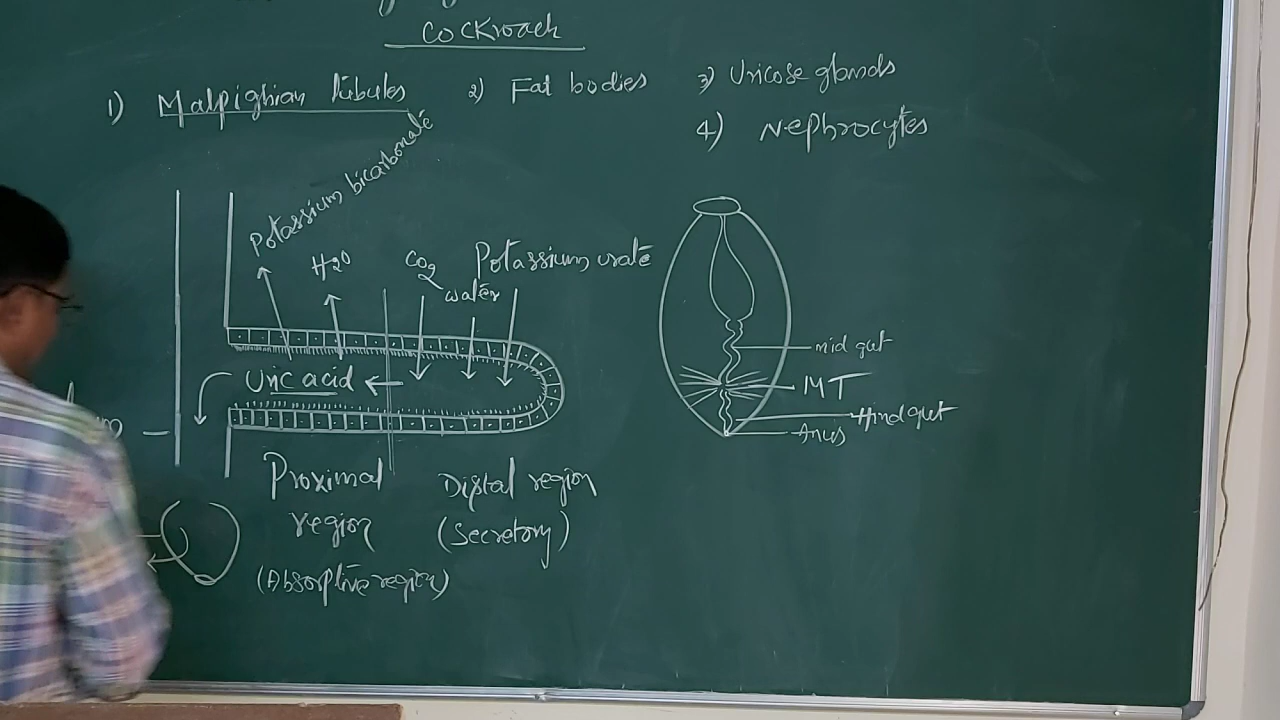 Cockroach
1) Malpighian tubules 2) Fat bodies 3) Uricose glands
4) Nephrocytes
Potassium bicarbonate
H2O
CO2
water
Potassium urate
Uric acid
Proximal region
(Absorptive region)
Distal region
(Secretory)
mid gut
MT
Hind gut
Anus